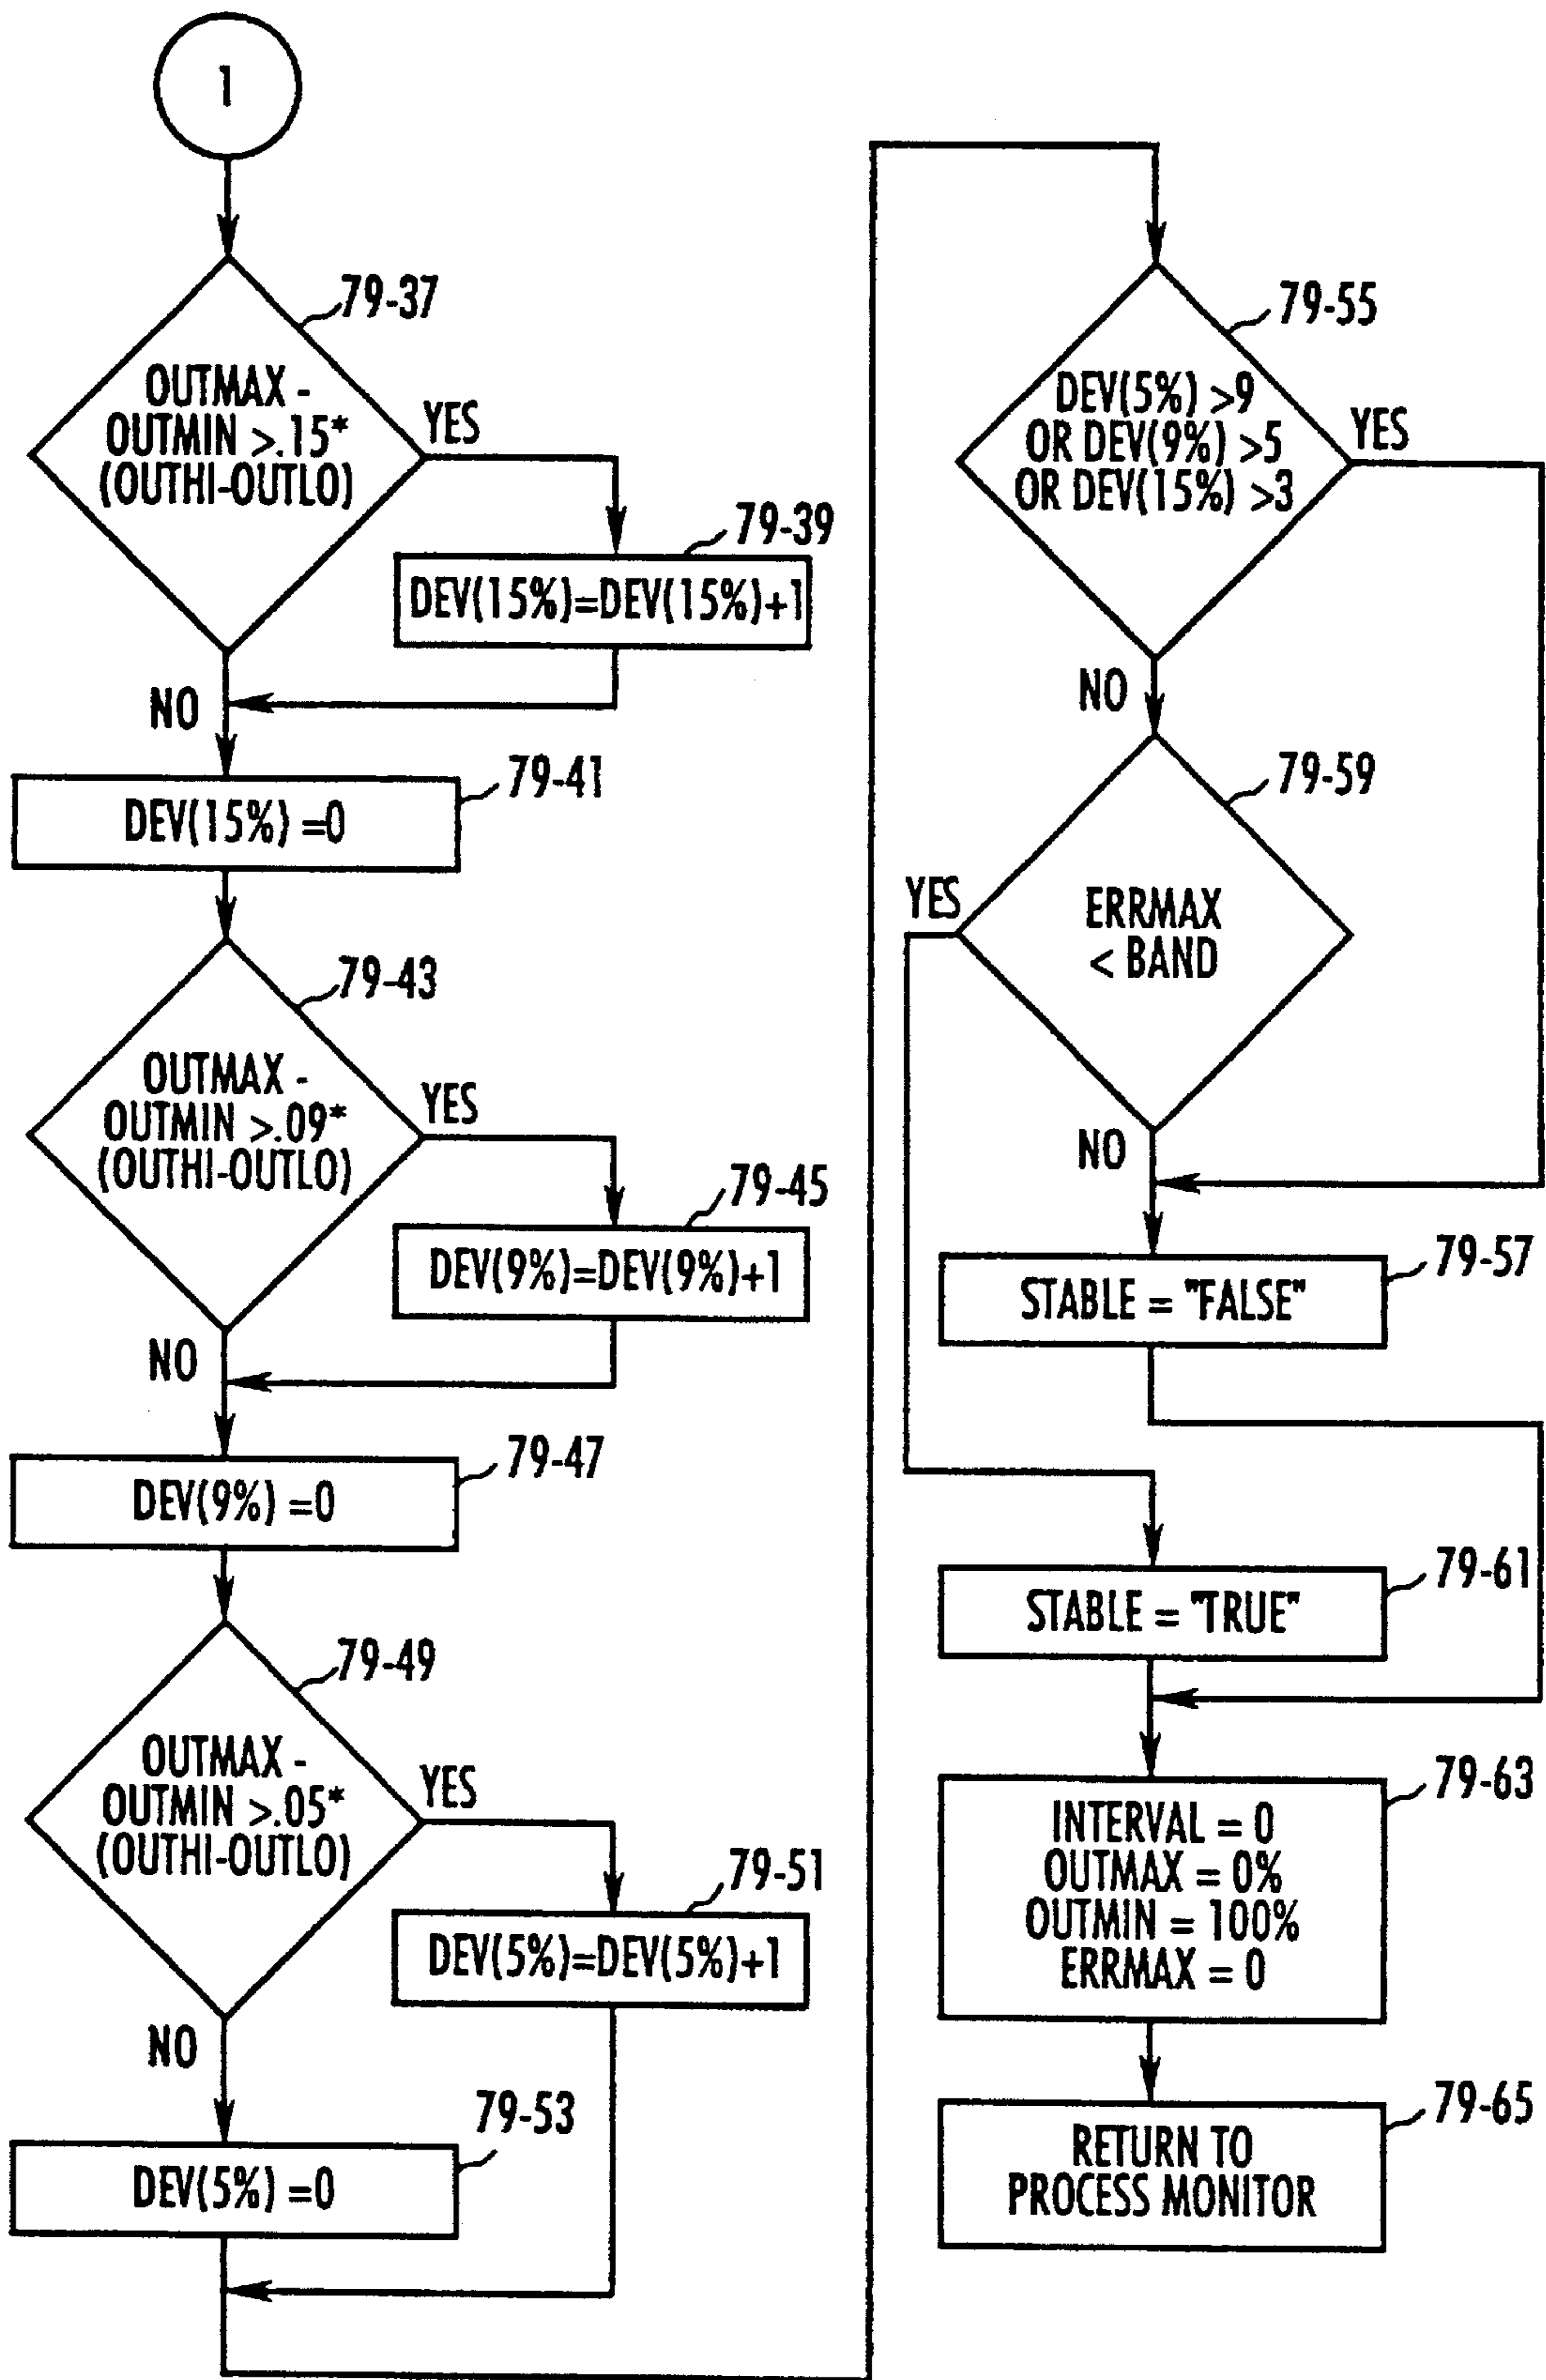 1
79-37
OUTMAX -
OUTMIN >.15*
(OUTHI-OUTLO)
YES
79-39
DEV(15%)=DEV(15%)+1
NO
79-41
DEV(15%) =0
79-43
OUTMAX -
OUTMIN >.09*
(OUTHI-OUTLO)
YES
79-45
DEV(9%)=DEV(9%)+1
NO
79-47
DEV(9%) =0
79-49
OUTMAX -
OUTMIN >.05*
(OUTHI-OUTLO)
YES
79-51
DEV(5%)=DEV(5%)+1
NO
79-53
DEV(5%) =0
79-55
DEV(5%) >9
OR DEV(9%) >5
OR DEV(15%) >3
YES
NO
79-59
YES
ERRMAX
< BAND
NO
79-57
STABLE = "FALSE"
79-61
STABLE = "TRUE"
79-63
INTERVAL = 0
OUTMAX = 0%
OUTMIN = 100%
ERRMAX = 0
79-65
RETURN TO
PROCESS MONITOR